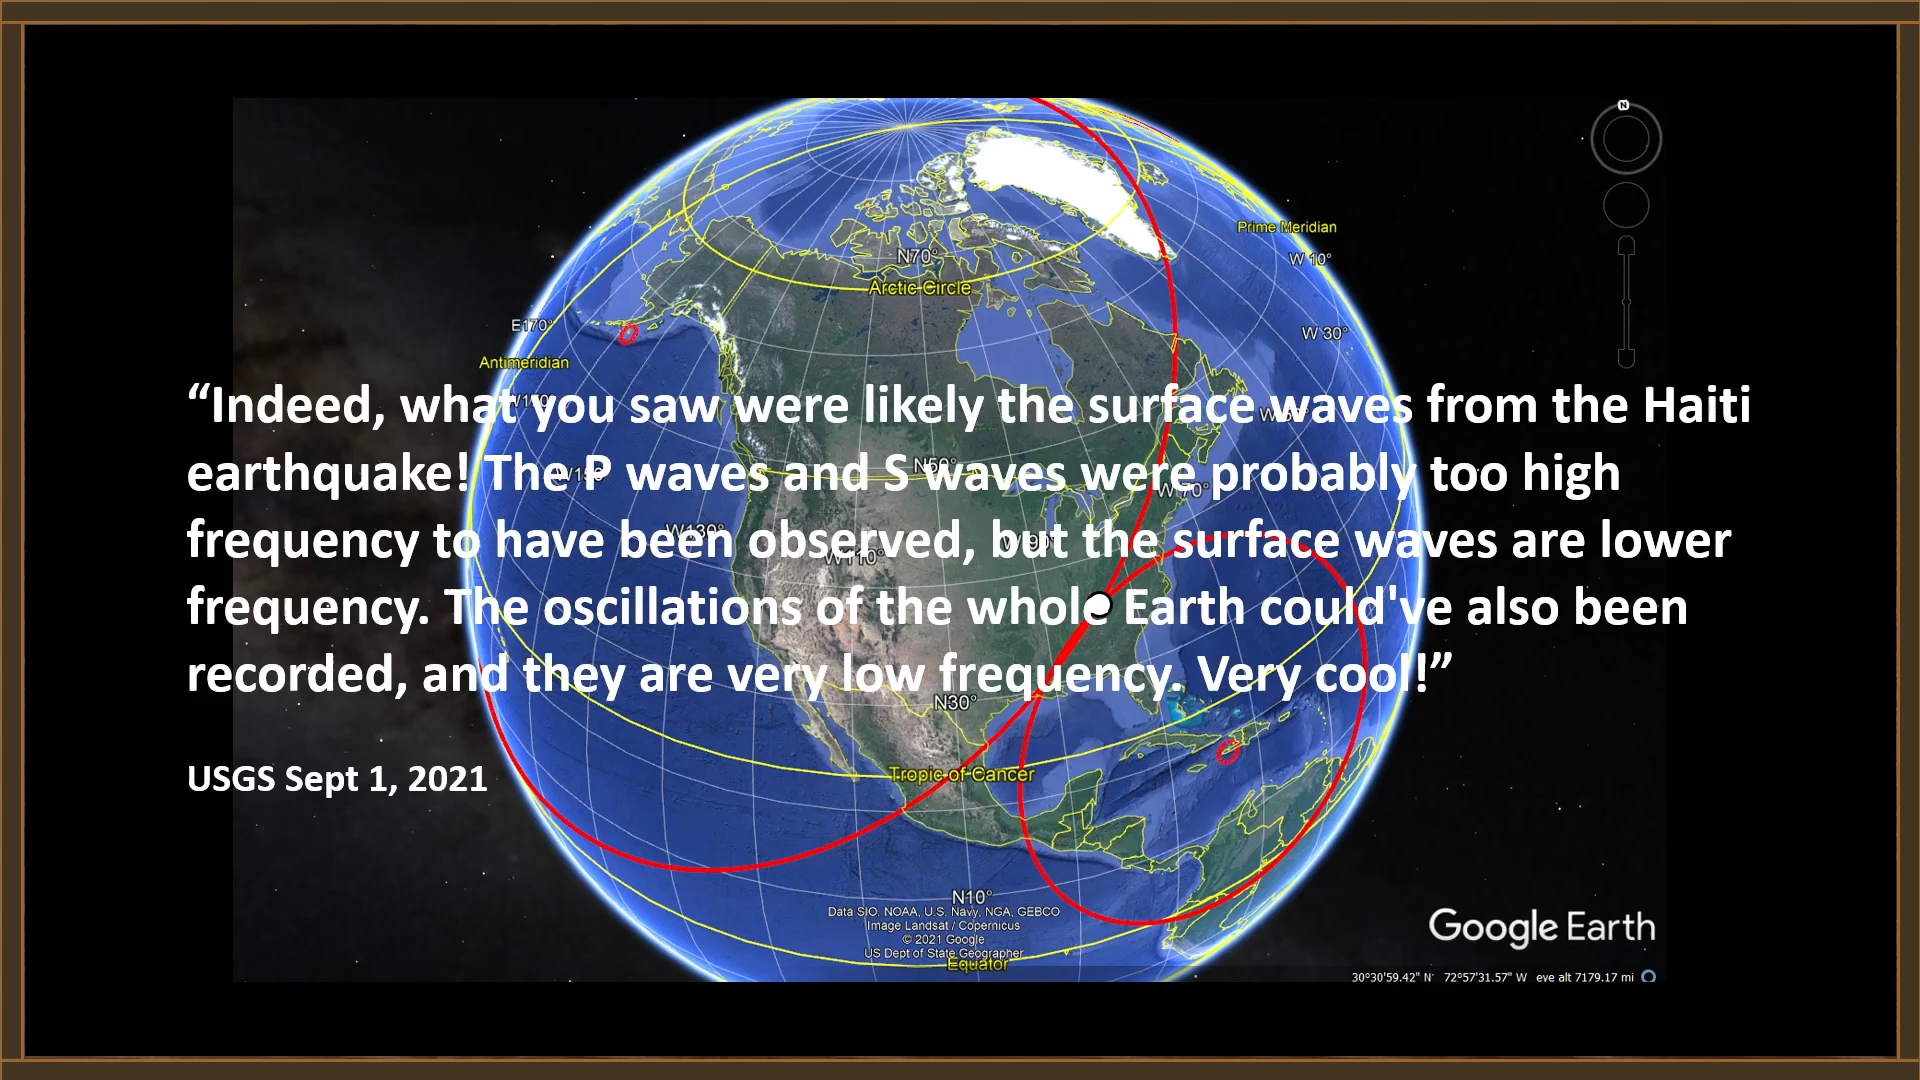 N
Prime Meridian
W 10°
N70°
Arctic Circle
E170°
W 30°
Antimeridian
“Indeed, what you saw were likely the surface waves from the Haiti
earthquake! The P waves and S waves were probably too high
frequency to have been observed, but the surface waves are lower
frequency. The oscillations of the whole Earth could've also been
recorded, and they are very low frequency. Very cool!”
N50°
W 70°
W130°
W110°
N30°
USGS Sept 1, 2021
Tropic of Cancer
N10°
Data SIO, NOAA, U.S. Navy, NGA, GEBCO
Image Landsat / Copernicus
© 2021 Google
US Dept of State Geographer
Equator
Google Earth
30°30'59.42" N 72°57'31.57" W eye alt 7179.17 mi